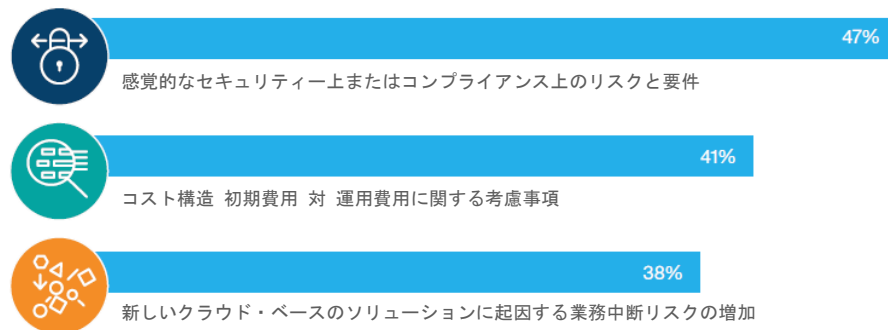 47%
感覚的なセキュリティー上またはコンプライアンス上のリスクと要件
41%
コスト構造 初期費用 対 運用費用に関する考慮事項
38%
新しいクラウド・ベースのソリューションに起因する業務中断リスクの増加